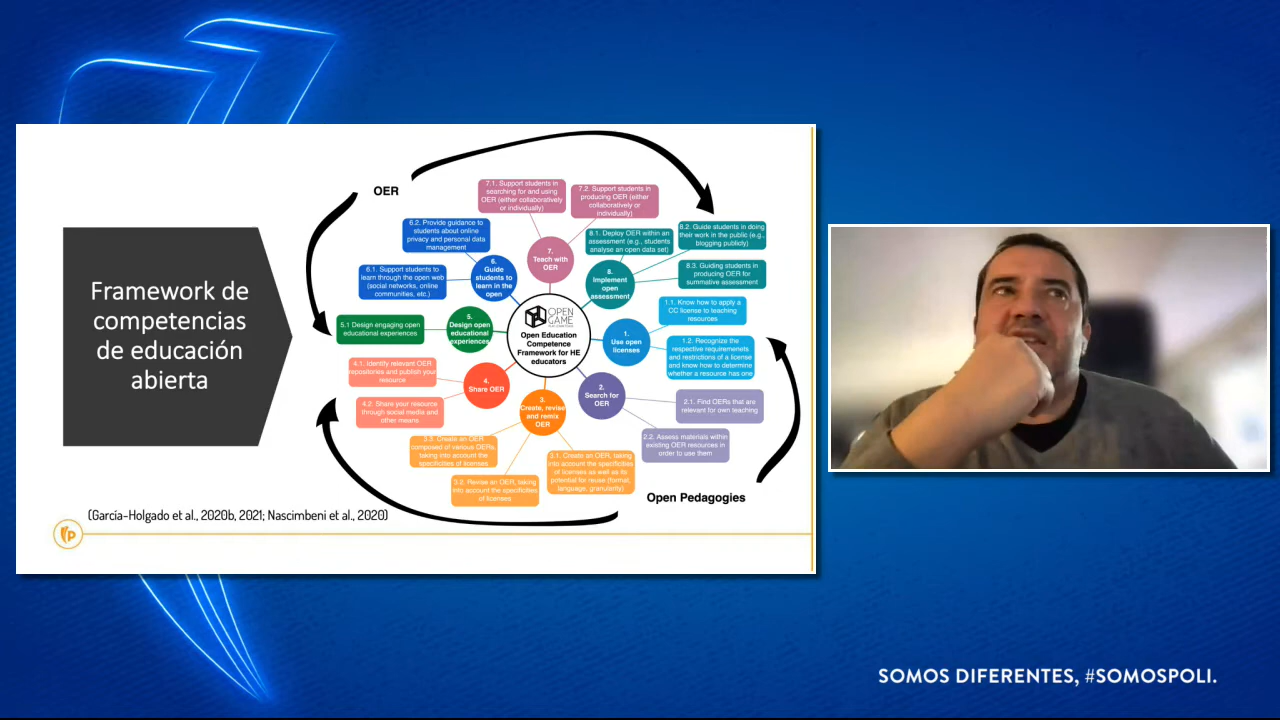 Framework de
competencias
de educación
abierta
OER
7.1. Support students in
searching for and using
OER (either collaboratively
or individually)
7.2. Support students in
producing OER (either
collaboratively or
individually)
6.2. Provide guidance to
students about online
privacy and personal data
management
8.1. Deploy OER within an
assessment (e.g., students
analyse an open data set)
8.2. Guide students in doing
their work in the public (e.g.,
blogging publicly)
6.1. Support students to
learn through the open web
(social networks, online
communities, etc.)
6.
Guide
students to
learn in the
open
7.
Teach with
OER
8.
Implement
open
assessment
8.3. Guiding students in
producing OER for
summative assessment
5.1 Design engaging open
educational experiences
5.
Design open
educational
experiences
OPEN
GAME
Open Education
Competence
Framework for HE
educators
1.
Use open
licenses
1.1. Know how to apply a
CC license to teaching
resources
1.2. Recognize the
respective requiremenets
and restrictions of a license
and know how to determine
whether a resource has one
4.1. Identify relevant OER
repositories and publish your
resource
4.
Share OER
4.2. Share your resource
through social media and
other means
3.
Create, revise
and remix
OER
2.
Search for
OER
2.1. Find OERs that are
relevant for own teaching
2.2. Assess materials within
existing OER resources in
order to use them
3.3. Create an OER
composed of various OERs,
taking into account the
specificities of licenses
3.2. Revise an OER, taking
into account the specificities
of licenses
3.1. Create an OER, taking
into account the specificities
of licenses as well as its
potential for reuse (format,
language, granularity)
Open Pedagogies
(García-Holgado et al., 2020b, 2021; Nascimbeni et al., 2020)
SOMOS DIFERENTES, #SOMOSPOLI.